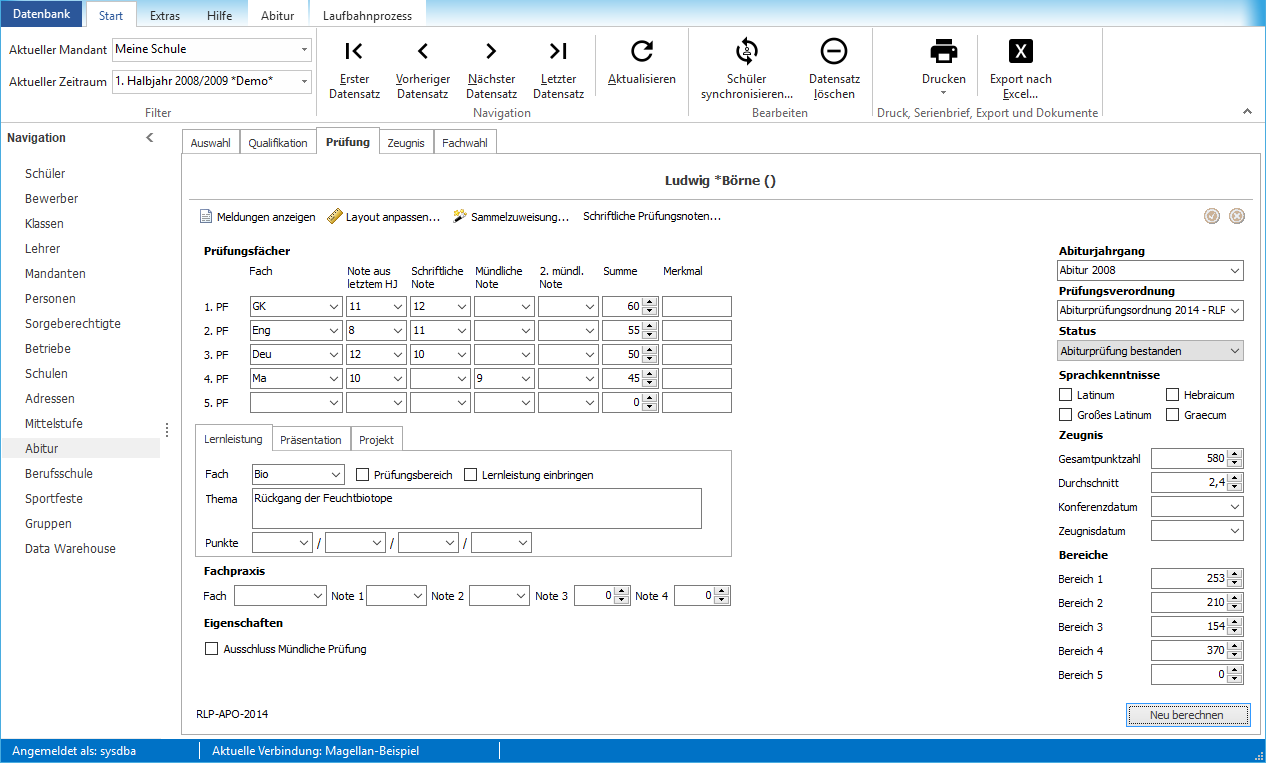 Datenbank Start Extras Hilfe Abitur Laufbahnprozess
Aktueller Mandant Meine Schule
Aktueller Zeitraum 1. Halbjahr 2008/2009 *Demo*
Filter
Erster Datensatz
Vorheriger Datensatz
Nächster Datensatz
Letzter Datensatz
Aktualisieren
Navigation
Schüler synchronisieren...
Datensatz löschen
Bearbeiten
Drucken
X
Export nach Excel...
Druck, Serienbrief, Export und Dokumente
Navigation
Schüler
Bewerber
Klassen
Lehrer
Mandanten
Personen
Sorgeberechtigte
Betriebe
Schulen
Adressen
Mittelstufe
Abitur
Berufsschule
Sportfeste
Gruppen
Data Warehouse
Auswahl Qualifikation Prüfung Zeugnis Fachwahl
Ludwig *Börne ()
Meldungen anzeigen Layout anpassen... Sammelzuweisung... Schriftliche Prüfungsnoten...
Prüfungsfächer
Fach Note aus letztem HJ Schriftliche Note Mündliche Note 2. mündl. Note Summe Merkmal
1. PF GK 11 12 60
2. PF Eng 8 11 55
3. PF Deu 12 10 50
4. PF Ma 10 9 45
5. PF 0
Lernleistung Präsentation Projekt
Fach Bio Prüfungsbereich Lernleistung einbringen
Thema Rückgang der Feuchtbiotope
Punkte / / /
Fachpraxis
Fach Note 1 Note 2 Note 3 0 Note 4 0
Eigenschaften
Ausschluss Mündliche Prüfung
RLP-APO-2014
Abiturjahrgang
Abitur 2008
Prüfungsverordnung
Abiturprüfungsordnung 2014 - RLP
Status
Abiturprüfung bestanden
Sprachkenntnisse
Latinum Hebraicum
Großes Latinum Graecum
Zeugnis
Gesamtpunktzahl 580
Durchschnitt 2,4
Konferenzdatum
Zeugnisdatum
Bereiche
Bereich 1 253
Bereich 2 210
Bereich 3 154
Bereich 4 370
Bereich 5 0
Neu berechnen
Angemeldet als: sysdba Aktuelle Verbindung: Magellan-Beispiel